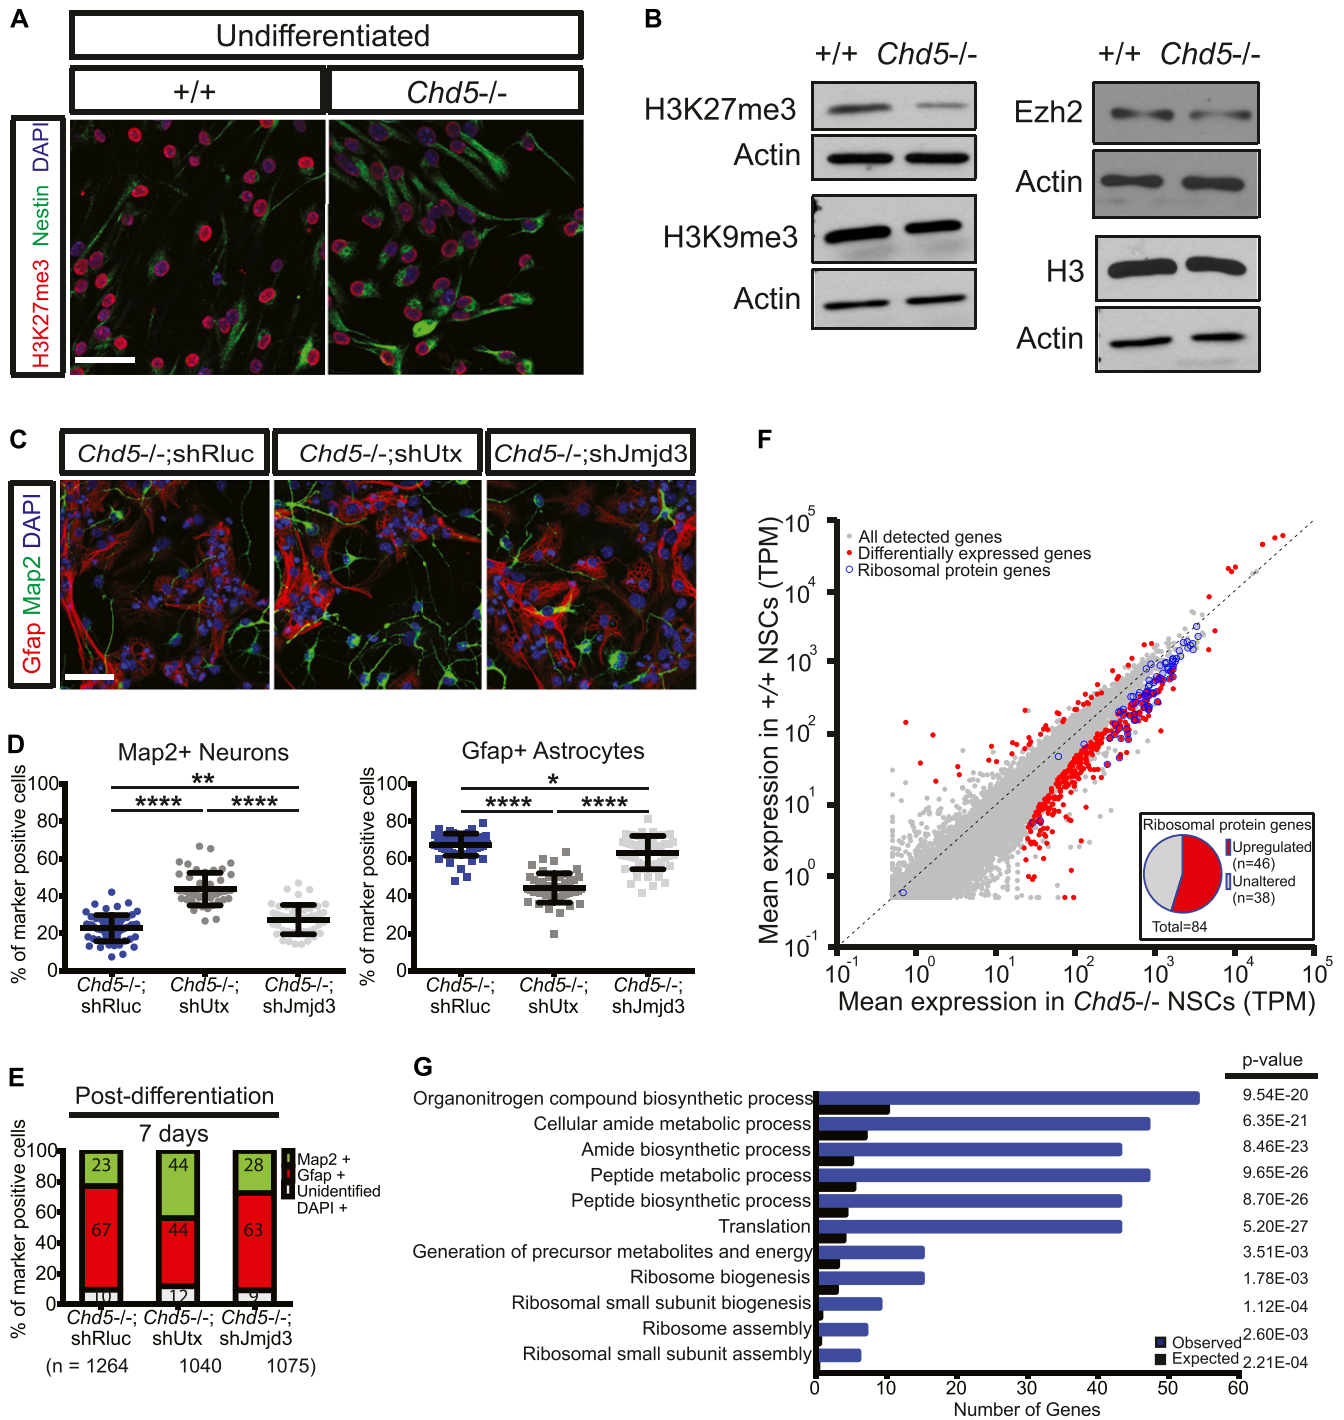 A
Undifferentiated
+/+
Chd5-/-
H3K27me3 Nestin DAPI
B
+/+ Chd5-/-
H3K27me3
Actin
H3K9me3
Actin
+/+ Chd5-/-
Ezh2
Actin
H3
Actin
C
Chd5-/-;shRluc
Chd5-/-;shUtx
Chd5-/-;shJmjd3
Gfap Map2 DAPI
D
Map2+ Neurons
% of marker positive cells
100
80
60
40
20
0
**
**** ****
Chd5-/-; shRluc
Chd5-/-; shUtx
Chd5-/-; shJmjd3
Gfap+ Astrocytes
% of marker positive cells
100
80
60
40
20
0
*
**** ****
Chd5-/-; shRluc
Chd5-/-; shUtx
Chd5-/-; shJmjd3
E
Post-differentiation
7 days
% of marker positive cells
100
80
60
40
20
0
23 44 28
67 44 63
10 12 9
Map2 +
Gfap +
Unidentified
DAPI +
Chd5-/-; shRluc
Chd5-/-; shUtx
Chd5-/-; shJmjd3
(n = 1264 1040 1075)
F
Mean expression in +/+ NSCs (TPM)
10^5
10^4
10^3
10^2
10^1
10^0
10^-1
All detected genes
Differentially expressed genes
Ribosomal protein genes
Ribosomal protein genes
Upregulated
(n=46)
Unaltered
(n=38)
Total=84
10^-1 10^0 10^1 10^2 10^3 10^4 10^5
Mean expression in Chd5-/- NSCs (TPM)
G
p-value
Organonitrogen compound biosynthetic process 9.54E-20
Cellular amide metabolic process 6.35E-21
Amide biosynthetic process 8.46E-23
Peptide metabolic process 9.65E-26
Peptide biosynthetic process 8.70E-26
Translation 5.20E-27
Generation of precursor metabolites and energy 3.51E-03
Ribosome biogenesis 1.78E-03
Ribosomal small subunit biogenesis 1.12E-04
Ribosome assembly 2.60E-03
Ribosomal small subunit assembly 2.21E-04
Observed
Expected
0 10 20 30 40 50 60
Number of Genes